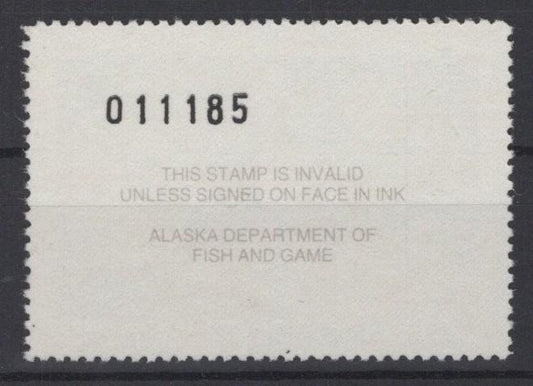 011185
THIS STAMP IS INVALID
UNLESS SIGNED ON FACE IN INK
ALASKA DEPARTMENT OF
FISH AND GAME